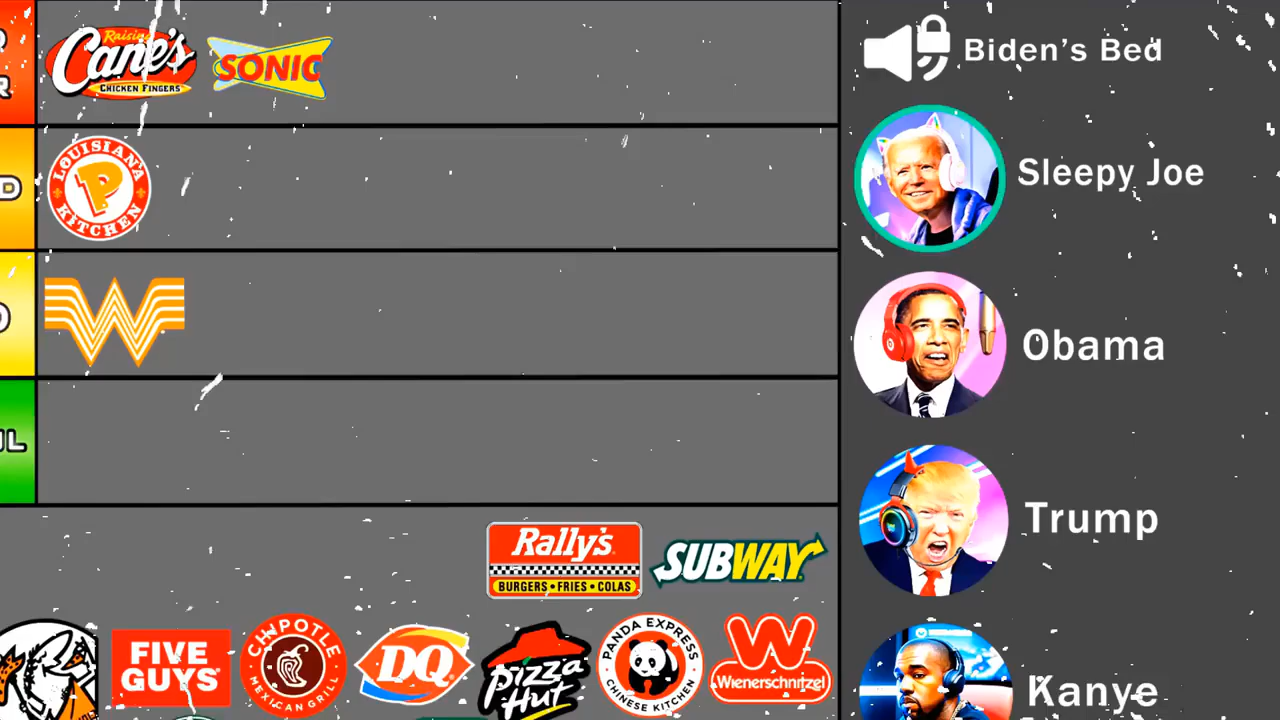 R
R
Raising
Cane's
CHICKEN FINGERS
SONIC
D
LOUISIANA
P
KITCHEN
W
UL
Rally's
BURGERS • FRIES • COLAS
SUBWAY
FIVE
GUYS
CHIPOTLE
MEXICAN GRILL
DQ
Pizza
Hut
PANDA EXPRESS
CHINESE KITCHEN
W
Wienerschnitzel
Biden's Bed
Sleepy Joe
Obama
Trump
Kanye